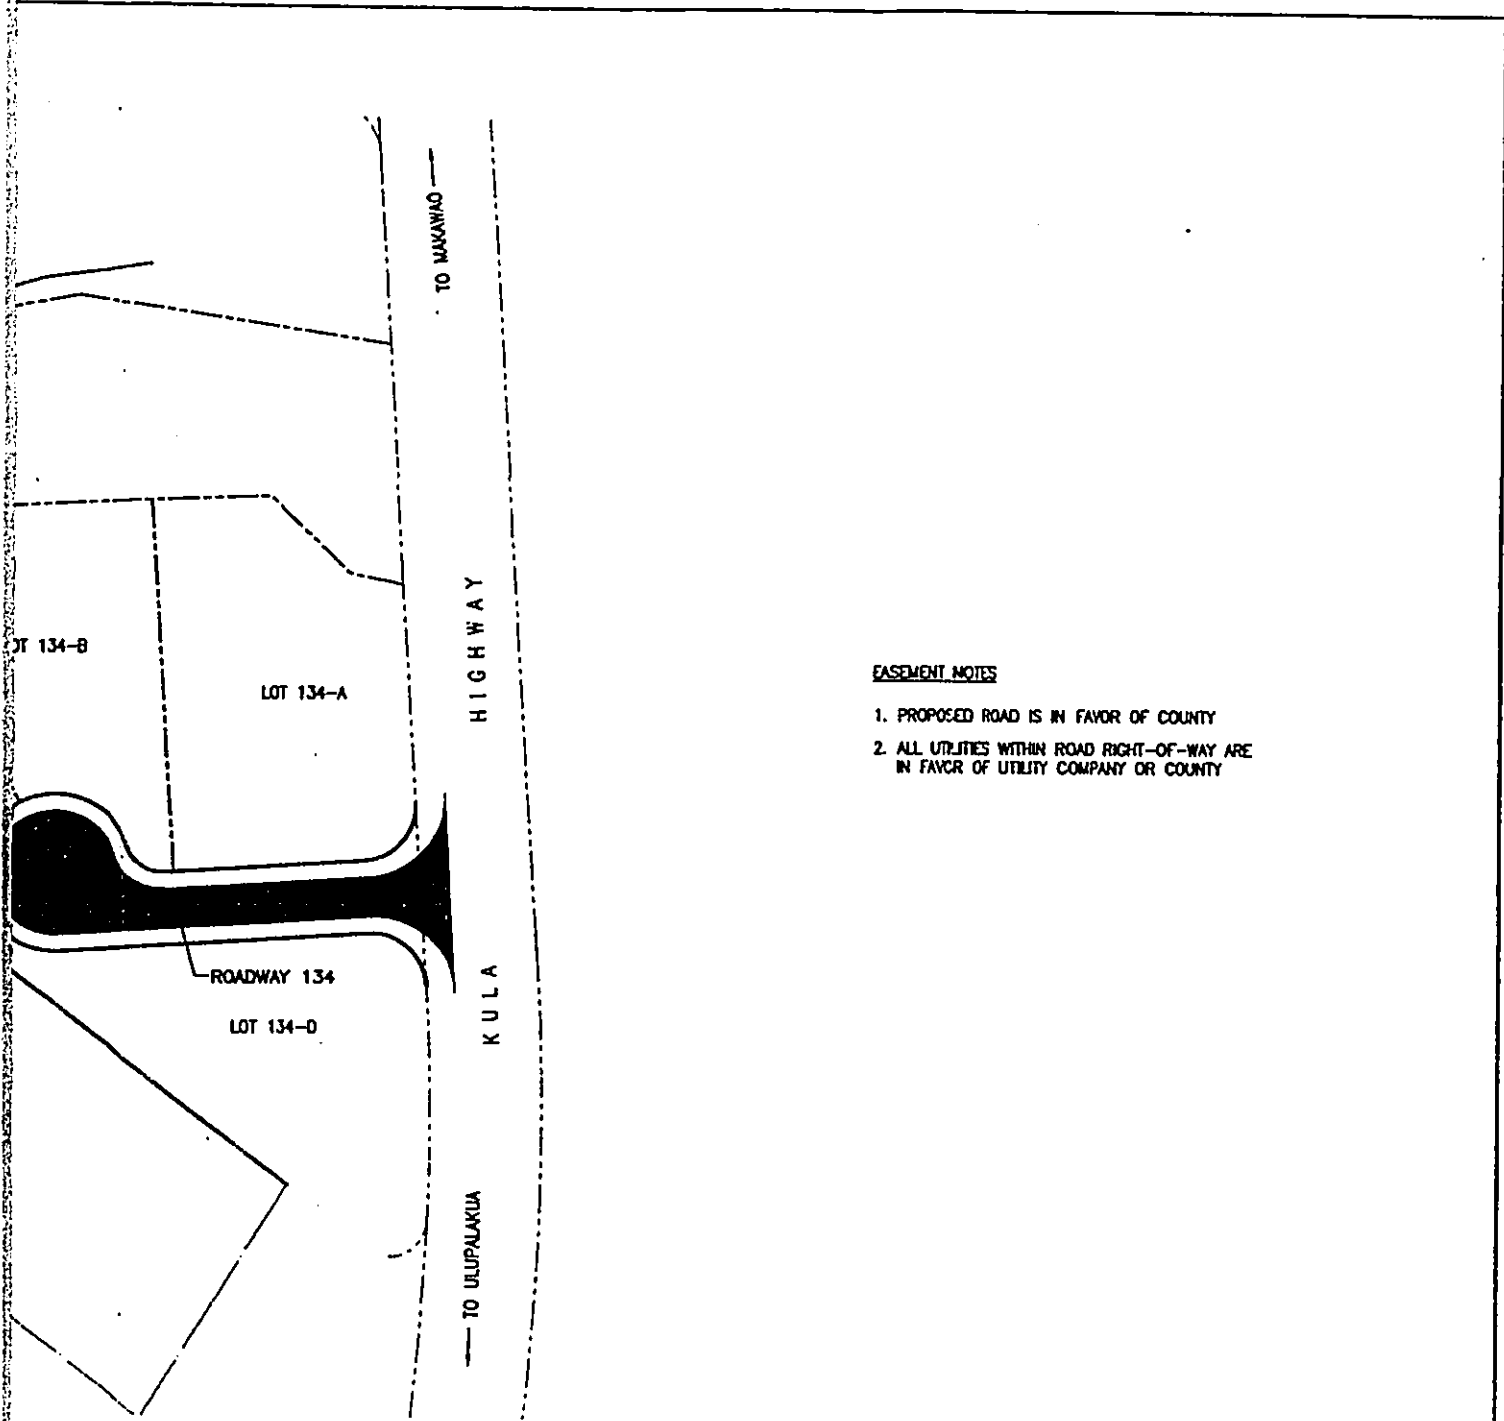 TO MAKAWAO
HIGHWAY
OT 134-B
LOT 134-A
EASEMENT NOTES
1. PROPOSED ROAD IS IN FAVOR OF COUNTY
2. ALL UTILITIES WITHIN ROAD RIGHT-OF-WAY ARE
IN FAVOR OF UTILITY COMPANY OR COUNTY
ROADWAY 134
KULA
LOT 134-D
TO ULUPALAKUA